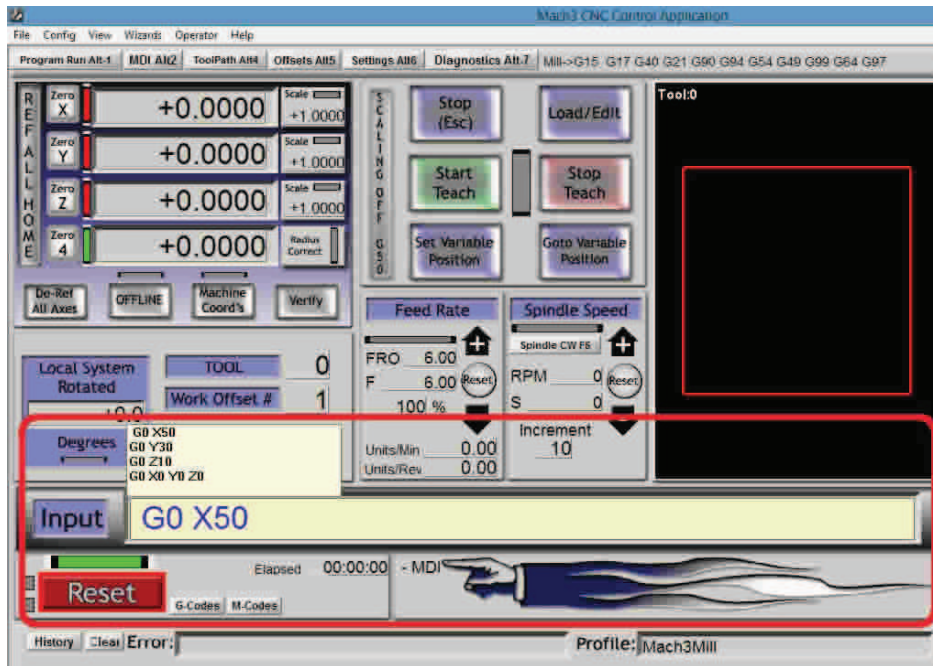 Mach3 CNC Control Application
File Config View Wizards Operator Help
Program Run Alt-1 MDI Alt2 ToolPath Alt4 Offsets Alt5 Settings Alt6 Diagnostics Alt-7 Mill->G15 G17 G40 G21 G90 G94 G54 G49 G99 G64 G97
REF ALL HOME
Zero X +0.0000 Scale +1.0000
Zero Y +0.0000 Scale +1.0000
Zero Z +0.0000 Scale +1.0000
Zero 4 +0.0000 Radius Correct
De-Ref All Axes OFFLINE Machine Coord's Verify
SCALING OFF G50
Stop (Esc) Load/Edit
Start Teach Stop Teach
Set Variable Position Goto Variable Position
Tool:0
Feed Rate
FRO 6.00
F 6.00 Reset
100 %
Units/Min 0.00
Units/Rev 0.00
Spindle Speed
Spindle CW F5
RPM 0 Reset
S 0
Increment
10
Local System Rotated
+0.0
Degrees
TOOL 0
Work Offset # 1
G0 X50
G0 Y30
G0 Z10
G0 X0 Y0 Z0
Input G0 X50
Reset
Elapsed 00:00:00 - MDI
G-Codes M-Codes
History Clear Error: Profile: Mach3Mill